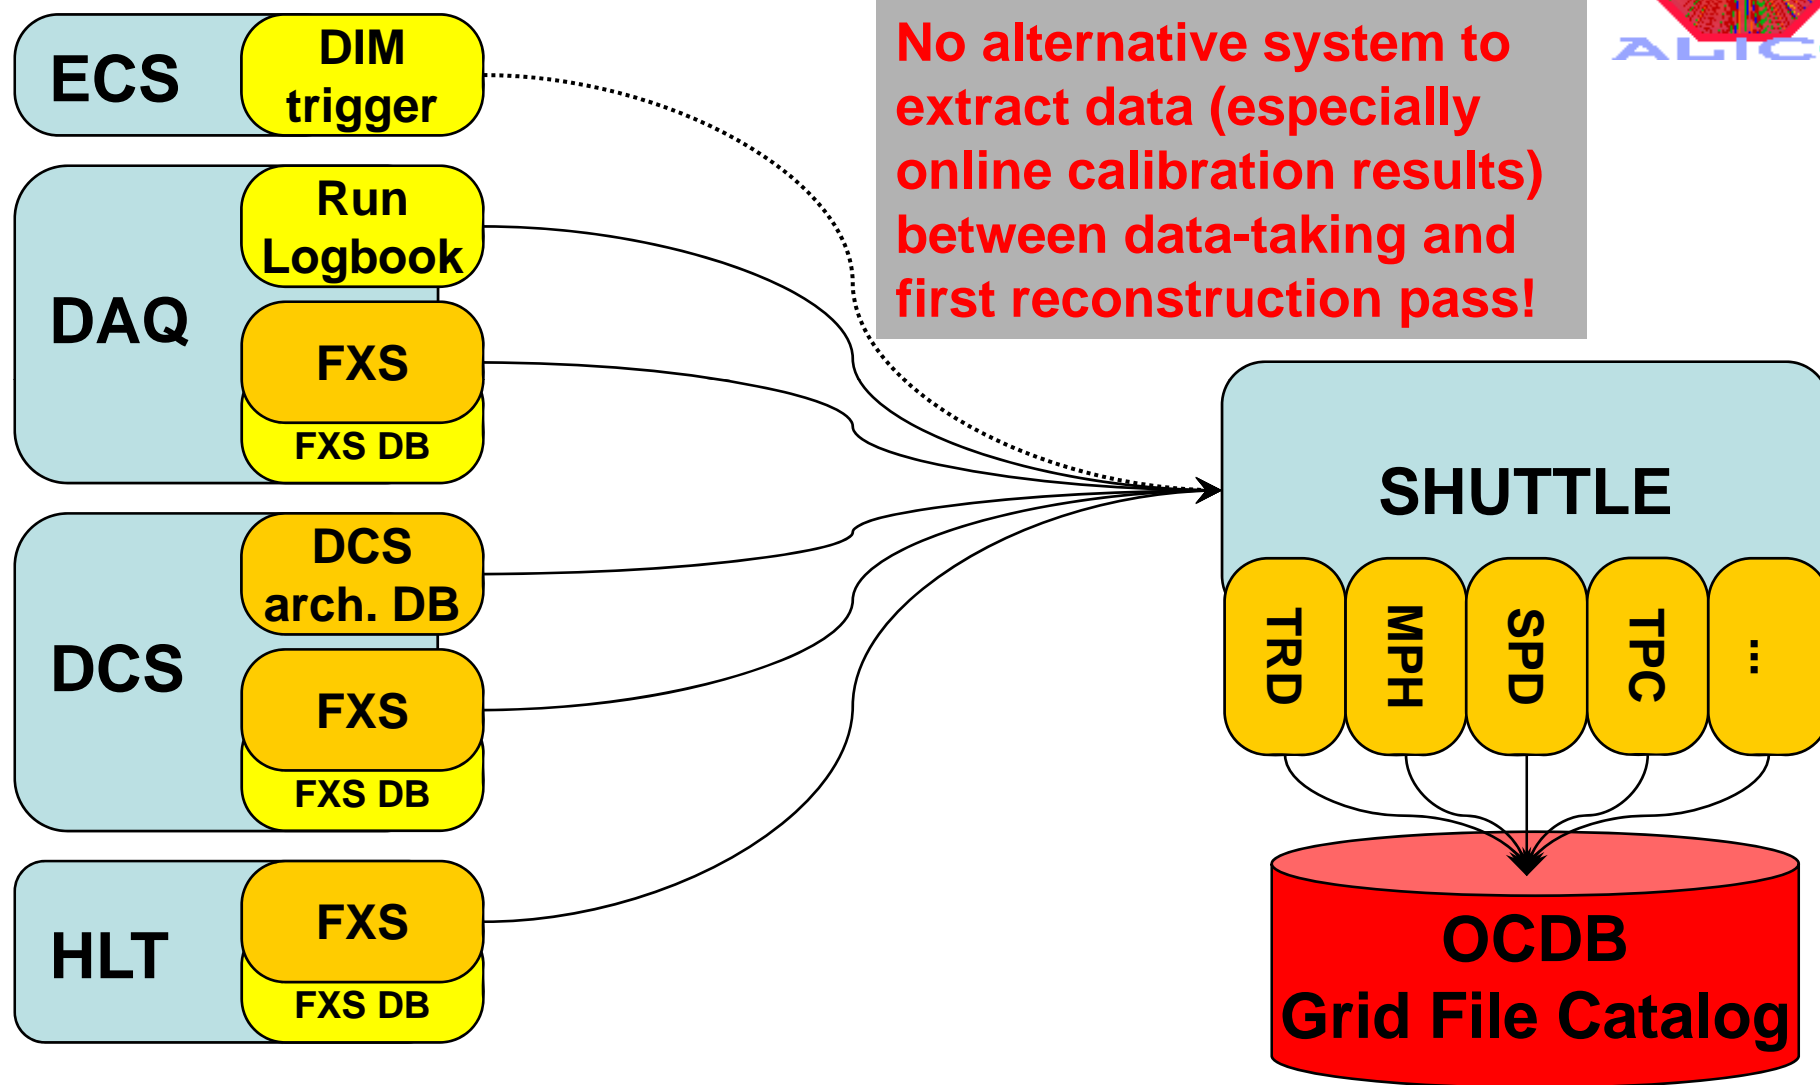 ECS
DIM
trigger
No alternative system to
extract data (especially
online calibration results)
between data-taking and
first reconstruction pass!
ALIC
DAQ
Run
Logbook
FXS
FXS DB
DCS
DCS
arch. DB
FXS
FXS DB
HLT
FXS
FXS DB
SHUTTLE
TRD
MPH
SPD
TPC
...
OCDB
Grid File Catalog